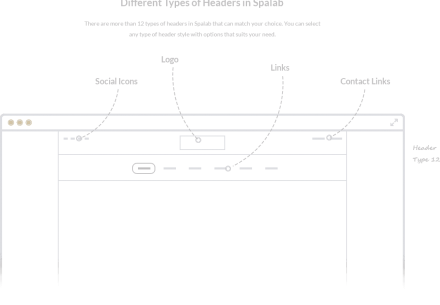 Different Types of Headers in Spalab
There are more than 12 types of headers in Spalab that can match your choice. You can select
any type of header style with options that suits your need.
Logo
Links
Social Icons
Contact Links
Header
Type 12